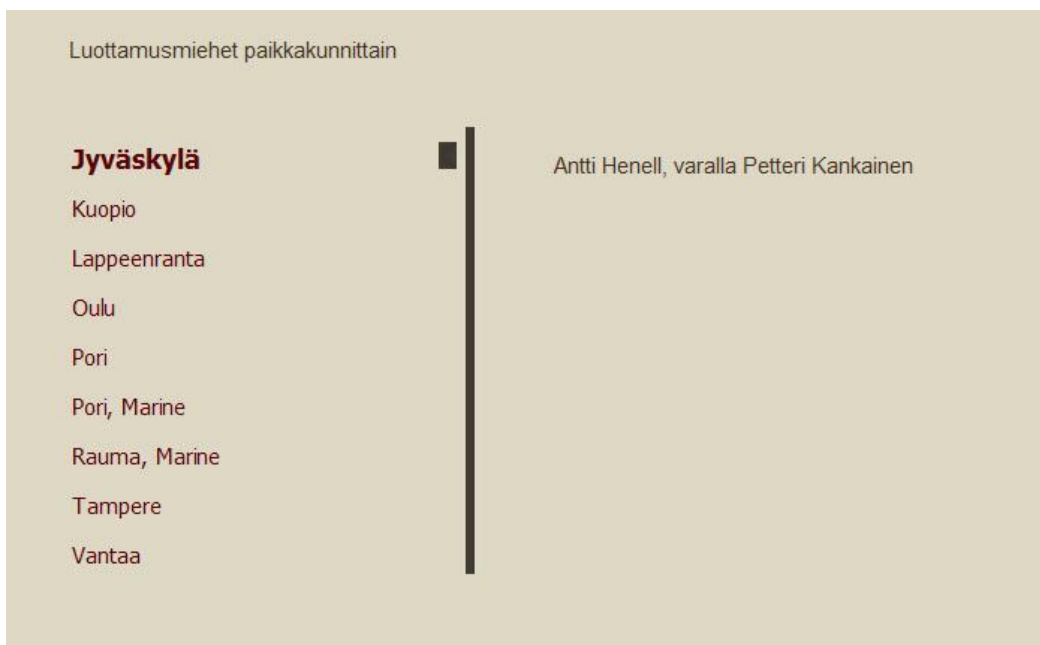 Luottamusmiehet paikkakunnittain
Jyväskylä
Kuopio
Lappeenranta
Oulu
Pori
Pori, Marine
Rauma, Marine
Tampere
Vantaa
Antti Henell, varalla Petteri Kankainen